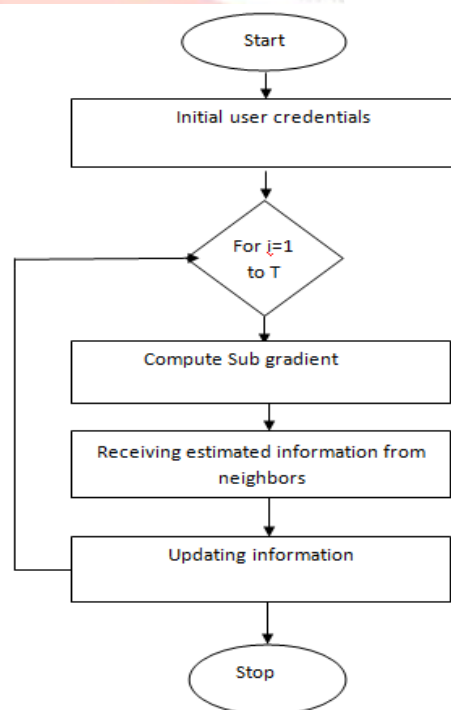 Start
Initial user credentials
For i=1
to T
Compute Sub gradient
Receiving estimated information from
neighbors
Updating information
Stop